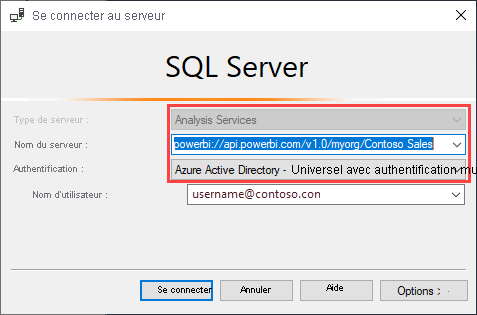 Se connecter au serveur
SQL Server
Type de serveur : Analysis Services
Nom du serveur : powerbi://api.powerbi.com/v1.0/myorg/Contoso Sales
Authentification : Azure Active Directory - Universel avec authentification mu
Nom d'utilisateur : username@contoso.con
Se connecter Annuler Aide Options :